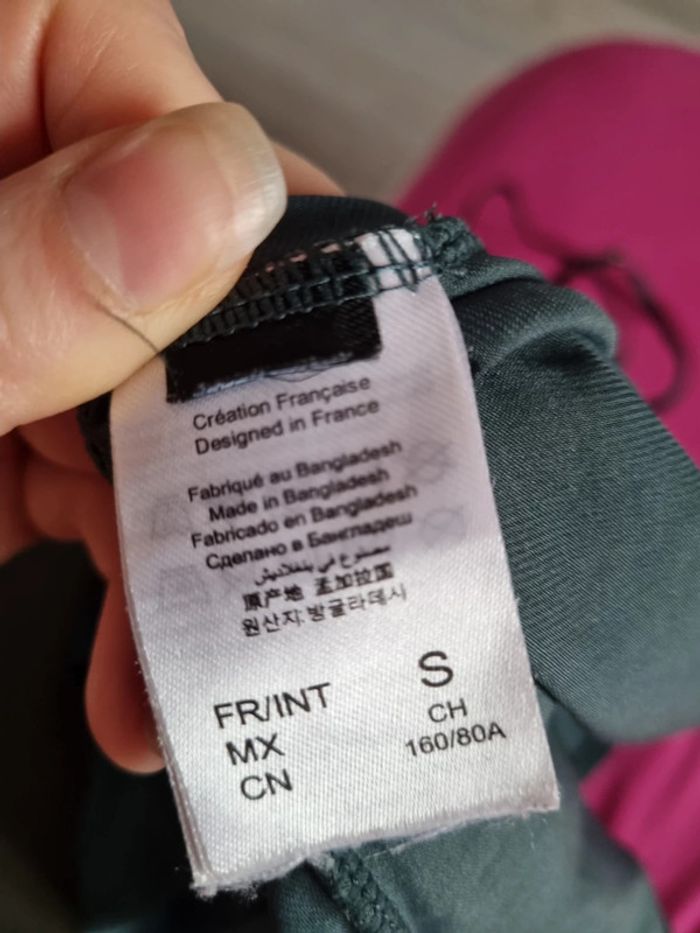 Création Française
Designed in France
Fabriqué au Bangladesh
Made in Bangladesh
Fabricado en Bangladesh
Сделано в Бангладеш
مصنوع في بنغلاديش
原产地 孟加拉国
원산지: 방글라데시
FR/INT S
MX CH
CN 160/80A